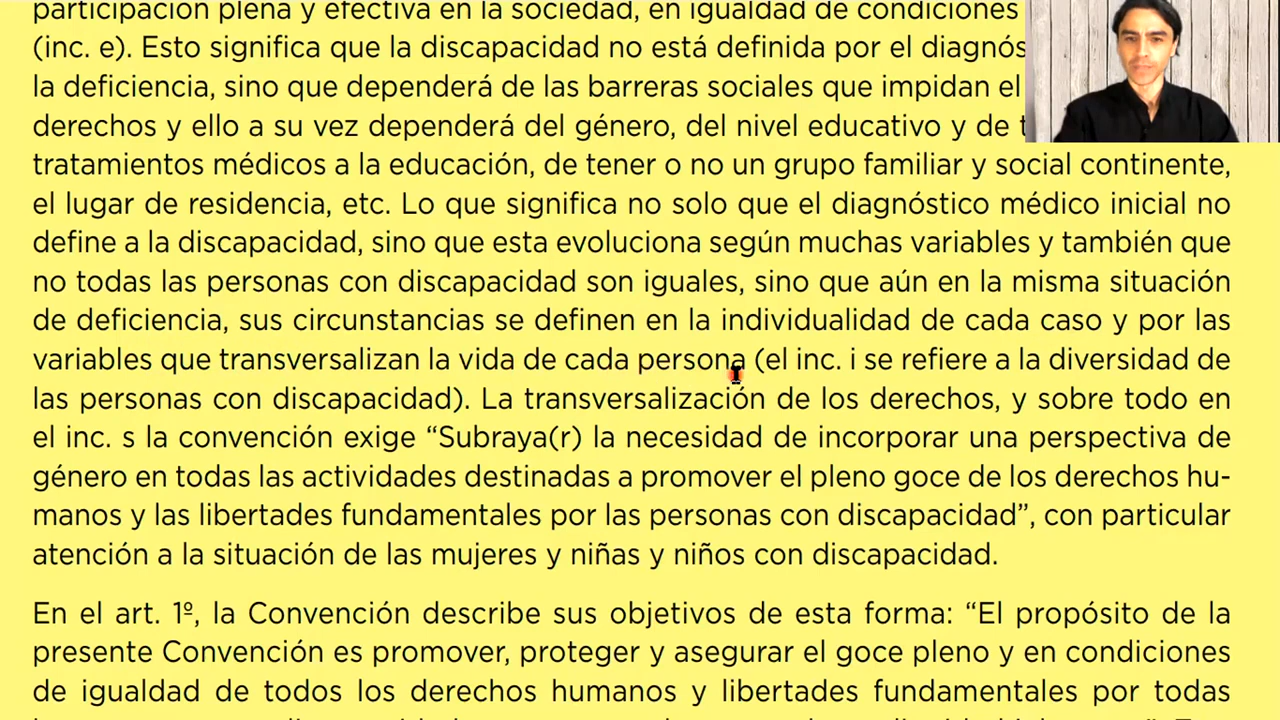 participación plena y efectiva en la sociedad, en igualdad de condiciones
(inc. e). Esto significa que la discapacidad no está definida por el
la deficiencia, sino que dependerá de las barreras sociales que impidan el
derechos y ello a su vez dependerá del género, del nivel educativo y de
tratamientos médicos a la educación, de tener o no un grupo familiar y social continente,
el lugar de residencia, etc. Lo que significa no solo que el diagnóstico médico inicial no
define a la discapacidad, sino que esta evoluciona según muchas variables y también que
no todas las personas con discapacidad son iguales, sino que aún en la misma situación
de deficiencia, sus circunstancias se definen en la individualidad de cada caso y por las
variables que transversalizan la vida de cada persona (el inc. i se refiere a la diversidad de
las personas con discapacidad). La transversalización de los derechos, y sobre todo en
el inc. s la convención exige “Subraya(r) la necesidad de incorporar una perspectiva de
género en todas las actividades destinadas a promover el pleno goce de los derechos hu-
manos y las libertades fundamentales por las personas con discapacidad”, con particular
atención a la situación de las mujeres y niñas y niños con discapacidad.
En el art. 1º, la Convención describe sus objetivos de esta forma: “El propósito de la
presente Convención es promover, proteger y asegurar el goce pleno y en condiciones
de igualdad de todos los derechos humanos y libertades fundamentales por todas